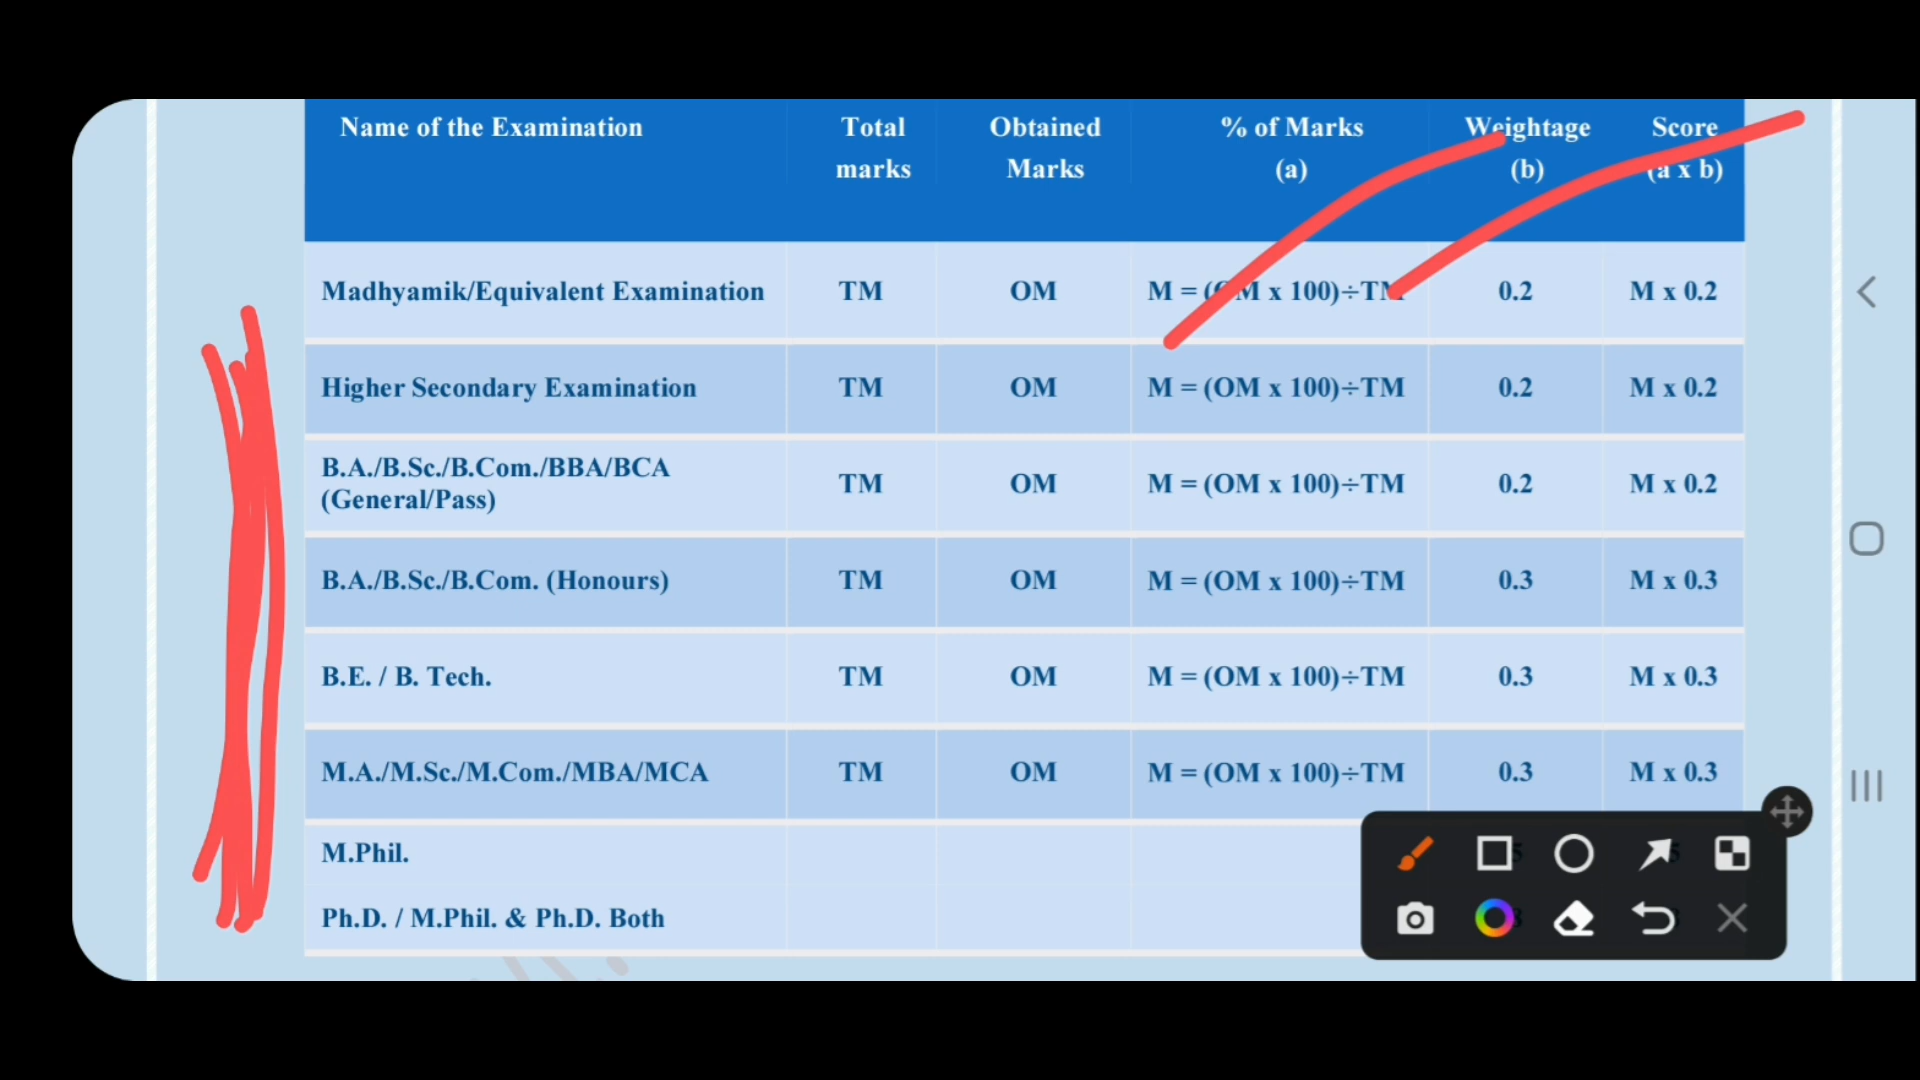 Name of the Examination Total marks Obtained Marks % of Marks (a) Weightage (b) Score (a x b)
Madhyamik/Equivalent Examination TM OM M = (OM x 100)÷TM 0.2 M x 0.2
Higher Secondary Examination TM OM M = (OM x 100)÷TM 0.2 M x 0.2
B.A./B.Sc./B.Com./BBA/BCA (General/Pass) TM OM M = (OM x 100)÷TM 0.2 M x 0.2
B.A./B.Sc./B.Com. (Honours) TM OM M = (OM x 100)÷TM 0.3 M x 0.3
B.E. / B. Tech. TM OM M = (OM x 100)÷TM 0.3 M x 0.3
M.A./M.Sc./M.Com./MBA/MCA TM OM M = (OM x 100)÷TM 0.3 M x 0.3
M.Phil.
Ph.D. / M.Phil. & Ph.D. Both